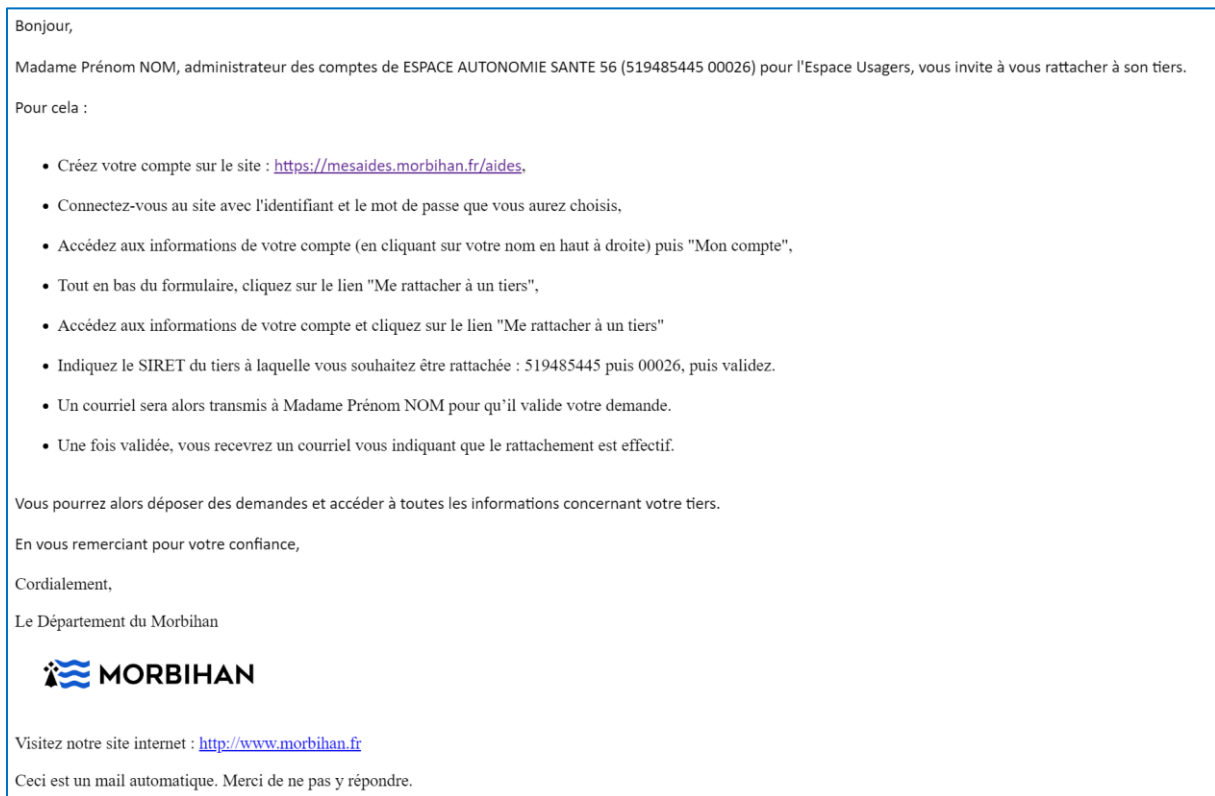 Bonjour,
Madame Prénom NOM, administrateur des comptes de ESPACE AUTONOMIE SANTE 56 (519485445 00026) pour l'Espace Usagers, vous invite à vous rattacher à son tiers.
Pour cela :
• Créez votre compte sur le site : https://mesaides.morbihan.fr/aides,
• Connectez-vous au site avec l'identifiant et le mot de passe que vous aurez choisis,
• Accédez aux informations de votre compte (en cliquant sur votre nom en haut à droite) puis "Mon compte",
• Tout en bas du formulaire, cliquez sur le lien "Me rattacher à un tiers",
• Accédez aux informations de votre compte et cliquez sur le lien "Me rattacher à un tiers"
• Indiquez le SIRET du tiers à laquelle vous souhaitez être rattachée : 519485445 puis 00026, puis validez.
• Un courriel sera alors transmis à Madame Prénom NOM pour qu’il valide votre demande.
• Une fois validée, vous recevrez un courriel vous indiquant que le rattachement est effectif.
Vous pourrez alors déposer des demandes et accéder à toutes les informations concernant votre tiers.
En vous remerciant pour votre confiance,
Cordialement,
Le Département du Morbihan
MORBIHAN
Visitez notre site internet : http://www.morbihan.fr
Ceci est un mail automatique. Merci de ne pas y répondre.